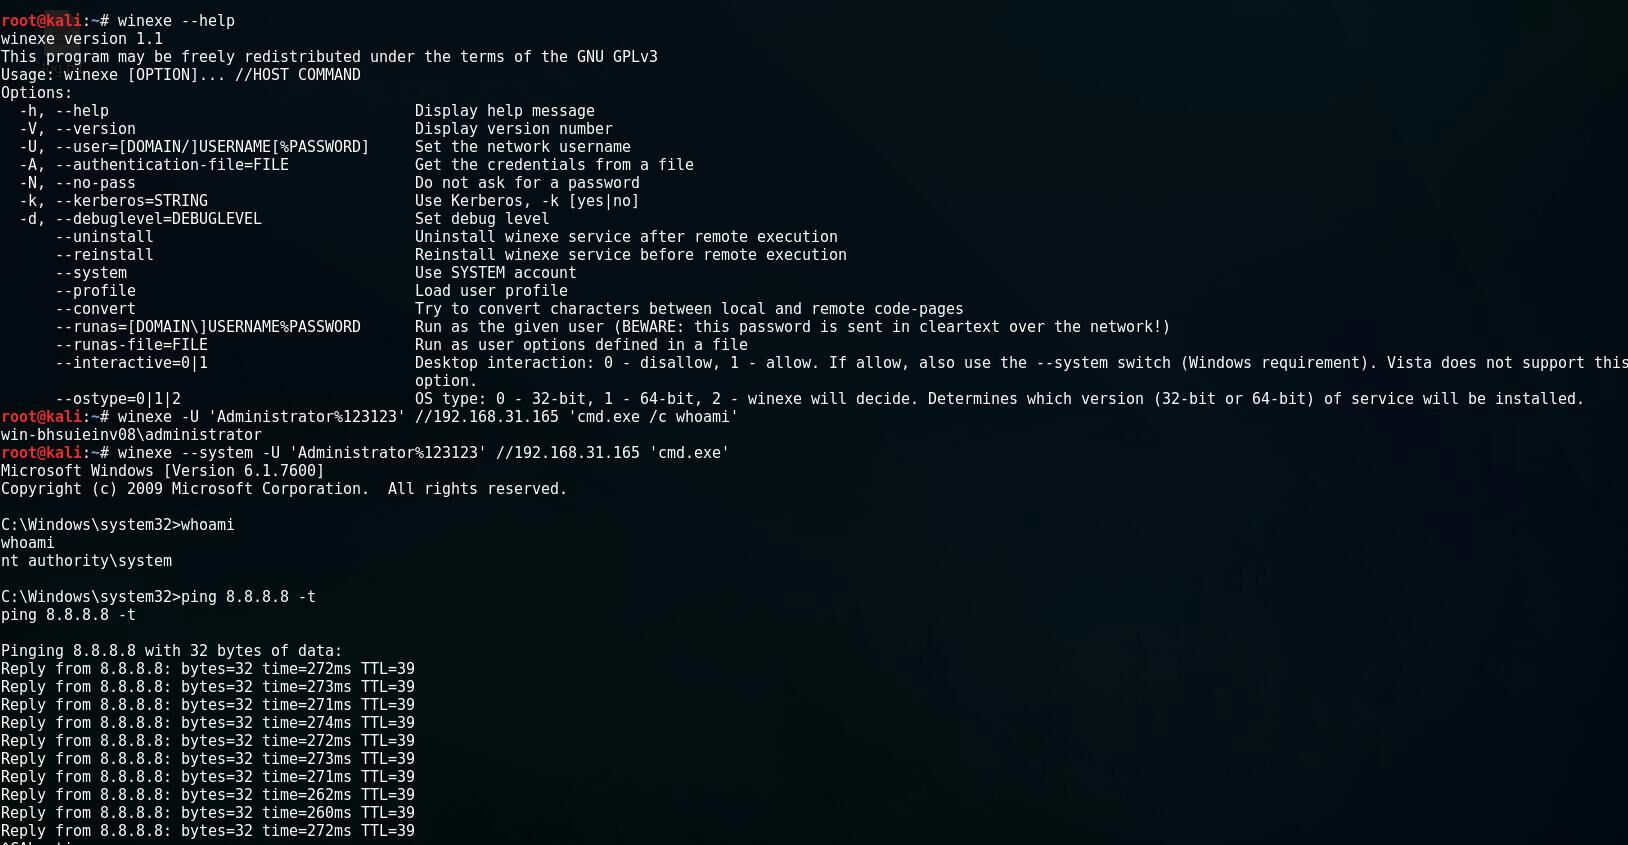 root@kali:~# winexe --help
winexe version 1.1
This program may be freely redistributed under the terms of the GNU GPLv3
Usage: winexe [OPTION]... //HOST COMMAND
Options:
  -h, --help                                  Display help message
  -V, --version                               Display version number
  -U, --user=[DOMAIN/]USERNAME[%PASSWORD]     Set the network username
  -A, --authentication-file=FILE              Get the credentials from a file
  -N, --no-pass                               Do not ask for a password
  -k, --kerberos=STRING                       Use Kerberos, -k [yes|no]
  -d, --debuglevel=DEBUGLEVEL                 Set debug level
      --uninstall                             Uninstall winexe service after remote execution
      --reinstall                             Reinstall winexe service before remote execution
      --system                                Use SYSTEM account
      --profile                               Load user profile
      --convert                               Try to convert characters between local and remote code-pages
      --runas=[DOMAIN\]USERNAME%PASSWORD      Run as the given user (BEWARE: this password is sent in cleartext over the network!)
      --runas-file=FILE                       Run as user options defined in a file
      --interactive=0|1                       Desktop interaction: 0 - disallow, 1 - allow. If allow, also use the --system switch (Windows requirement). Vista does not support this
                                              option.
      --ostype=0|1|2                          OS type: 0 - 32-bit, 1 - 64-bit, 2 - winexe will decide. Determines which version (32-bit or 64-bit) of service will be installed.
root@kali:~# winexe -U 'Administrator%123123' //192.168.31.165 'cmd.exe /c whoami'
win-bhsuieinv08\administrator
root@kali:~# winexe --system -U 'Administrator%123123' //192.168.31.165 'cmd.exe'
Microsoft Windows [Version 6.1.7600]
Copyright (c) 2009 Microsoft Corporation.  All rights reserved.

C:\Windows\system32>whoami
whoami
nt authority\system

C:\Windows\system32>ping 8.8.8.8 -t
ping 8.8.8.8 -t

Pinging 8.8.8.8 with 32 bytes of data:
Reply from 8.8.8.8: bytes=32 time=272ms TTL=39
Reply from 8.8.8.8: bytes=32 time=273ms TTL=39
Reply from 8.8.8.8: bytes=32 time=271ms TTL=39
Reply from 8.8.8.8: bytes=32 time=274ms TTL=39
Reply from 8.8.8.8: bytes=32 time=272ms TTL=39
Reply from 8.8.8.8: bytes=32 time=273ms TTL=39
Reply from 8.8.8.8: bytes=32 time=271ms TTL=39
Reply from 8.8.8.8: bytes=32 time=262ms TTL=39
Reply from 8.8.8.8: bytes=32 time=260ms TTL=39
Reply from 8.8.8.8: bytes=32 time=272ms TTL=39